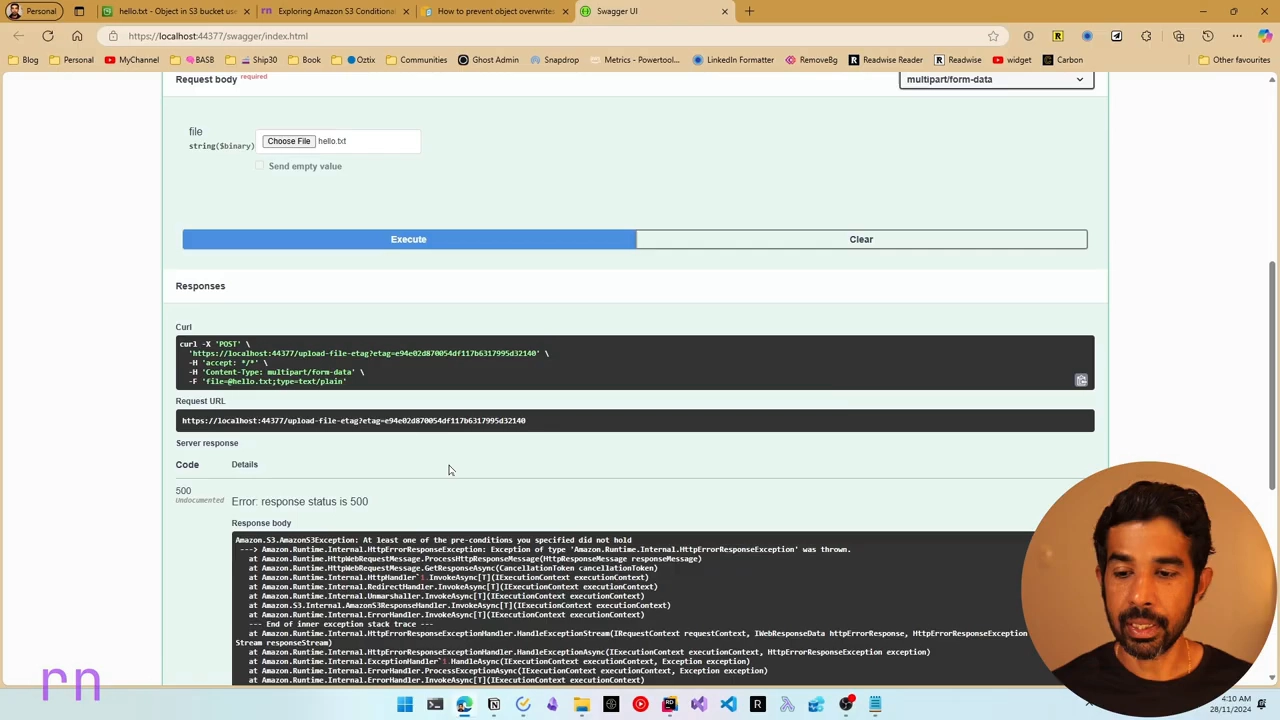 Personal
hello.txt - Object in S3 bucket use
Exploring Amazon S3 Conditional
How to prevent object overwrites
Swagger UI
https://localhost:44377/swagger/index.html
Blog
Personal
MyChannel
BASB
Ship30
Book
Oztix
Communities
Ghost Admin
Snapdrop
Metrics - Powertool...
LinkedIn Formatter
RemoveBg
Readwise Reader
Readwise
widget
Carbon
Other favourites
Request body required
multipart/form-data
file
string($binary)
Choose File hello.txt
Send empty value
Execute
Clear
Responses
Curl
curl -X 'POST' \
'https://localhost:44377/upload-file-etag?etag=e94e02d870054df117b6317995d32140' \
-H 'accept: */*' \
-H 'Content-Type: multipart/form-data' \
-F 'file=@hello.txt;type=text/plain'
Request URL
https://localhost:44377/upload-file-etag?etag=e94e02d870054df117b6317995d32140
Server response
Code
Details
500
Undocumented
Error: response status is 500
Response body
Amazon.S3.AmazonS3Exception: At least one of the pre-conditions you specified did not hold
---> Amazon.Runtime.Internal.HttpErrorResponseException: Exception of type 'Amazon.Runtime.Internal.HttpErrorResponseException' was thrown.
at Amazon.Runtime.HttpWebRequestMessage.ProcessHttpResponseMessage(HttpResponseMessage responseMessage)
at Amazon.Runtime.HttpWebRequestMessage.GetResponseAsync(CancellationToken cancellationToken)
at Amazon.Runtime.Internal.HttpHandler`1.InvokeAsync[T](IExecutionContext executionContext)
at Amazon.Runtime.Internal.RedirectHandler.InvokeAsync[T](IExecutionContext executionContext)
at Amazon.Runtime.Internal.Unmarshaller.InvokeAsync[T](IExecutionContext executionContext)
at Amazon.S3.Internal.AmazonS3ResponseHandler.InvokeAsync[T](IExecutionContext executionContext)
at Amazon.Runtime.Internal.ErrorHandler.InvokeAsync[T](IExecutionContext executionContext)
--- End of inner exception stack trace ---
at Amazon.Runtime.Internal.HttpErrorResponseExceptionHandler.HandleExceptionStream(IRequestContext requestContext, IWebResponseData httpErrorResponse, HttpErrorResponseException
Stream responseStream)
at Amazon.Runtime.Internal.HttpErrorResponseExceptionHandler.HandleExceptionAsync(IExecutionContext executionContext, HttpErrorResponseException exception)
at Amazon.Runtime.Internal.ExceptionHandler`1.HandleAsync(IExecutionContext executionContext, Exception exception)
at Amazon.Runtime.Internal.ErrorHandler.ProcessExceptionAsync(IExecutionContext executionContext, Exception exception)
at Amazon.Runtime.Internal.ErrorHandler.InvokeAsync[T](IExecutionContext executionContext)
rn
4:10 AM
28/11/2024